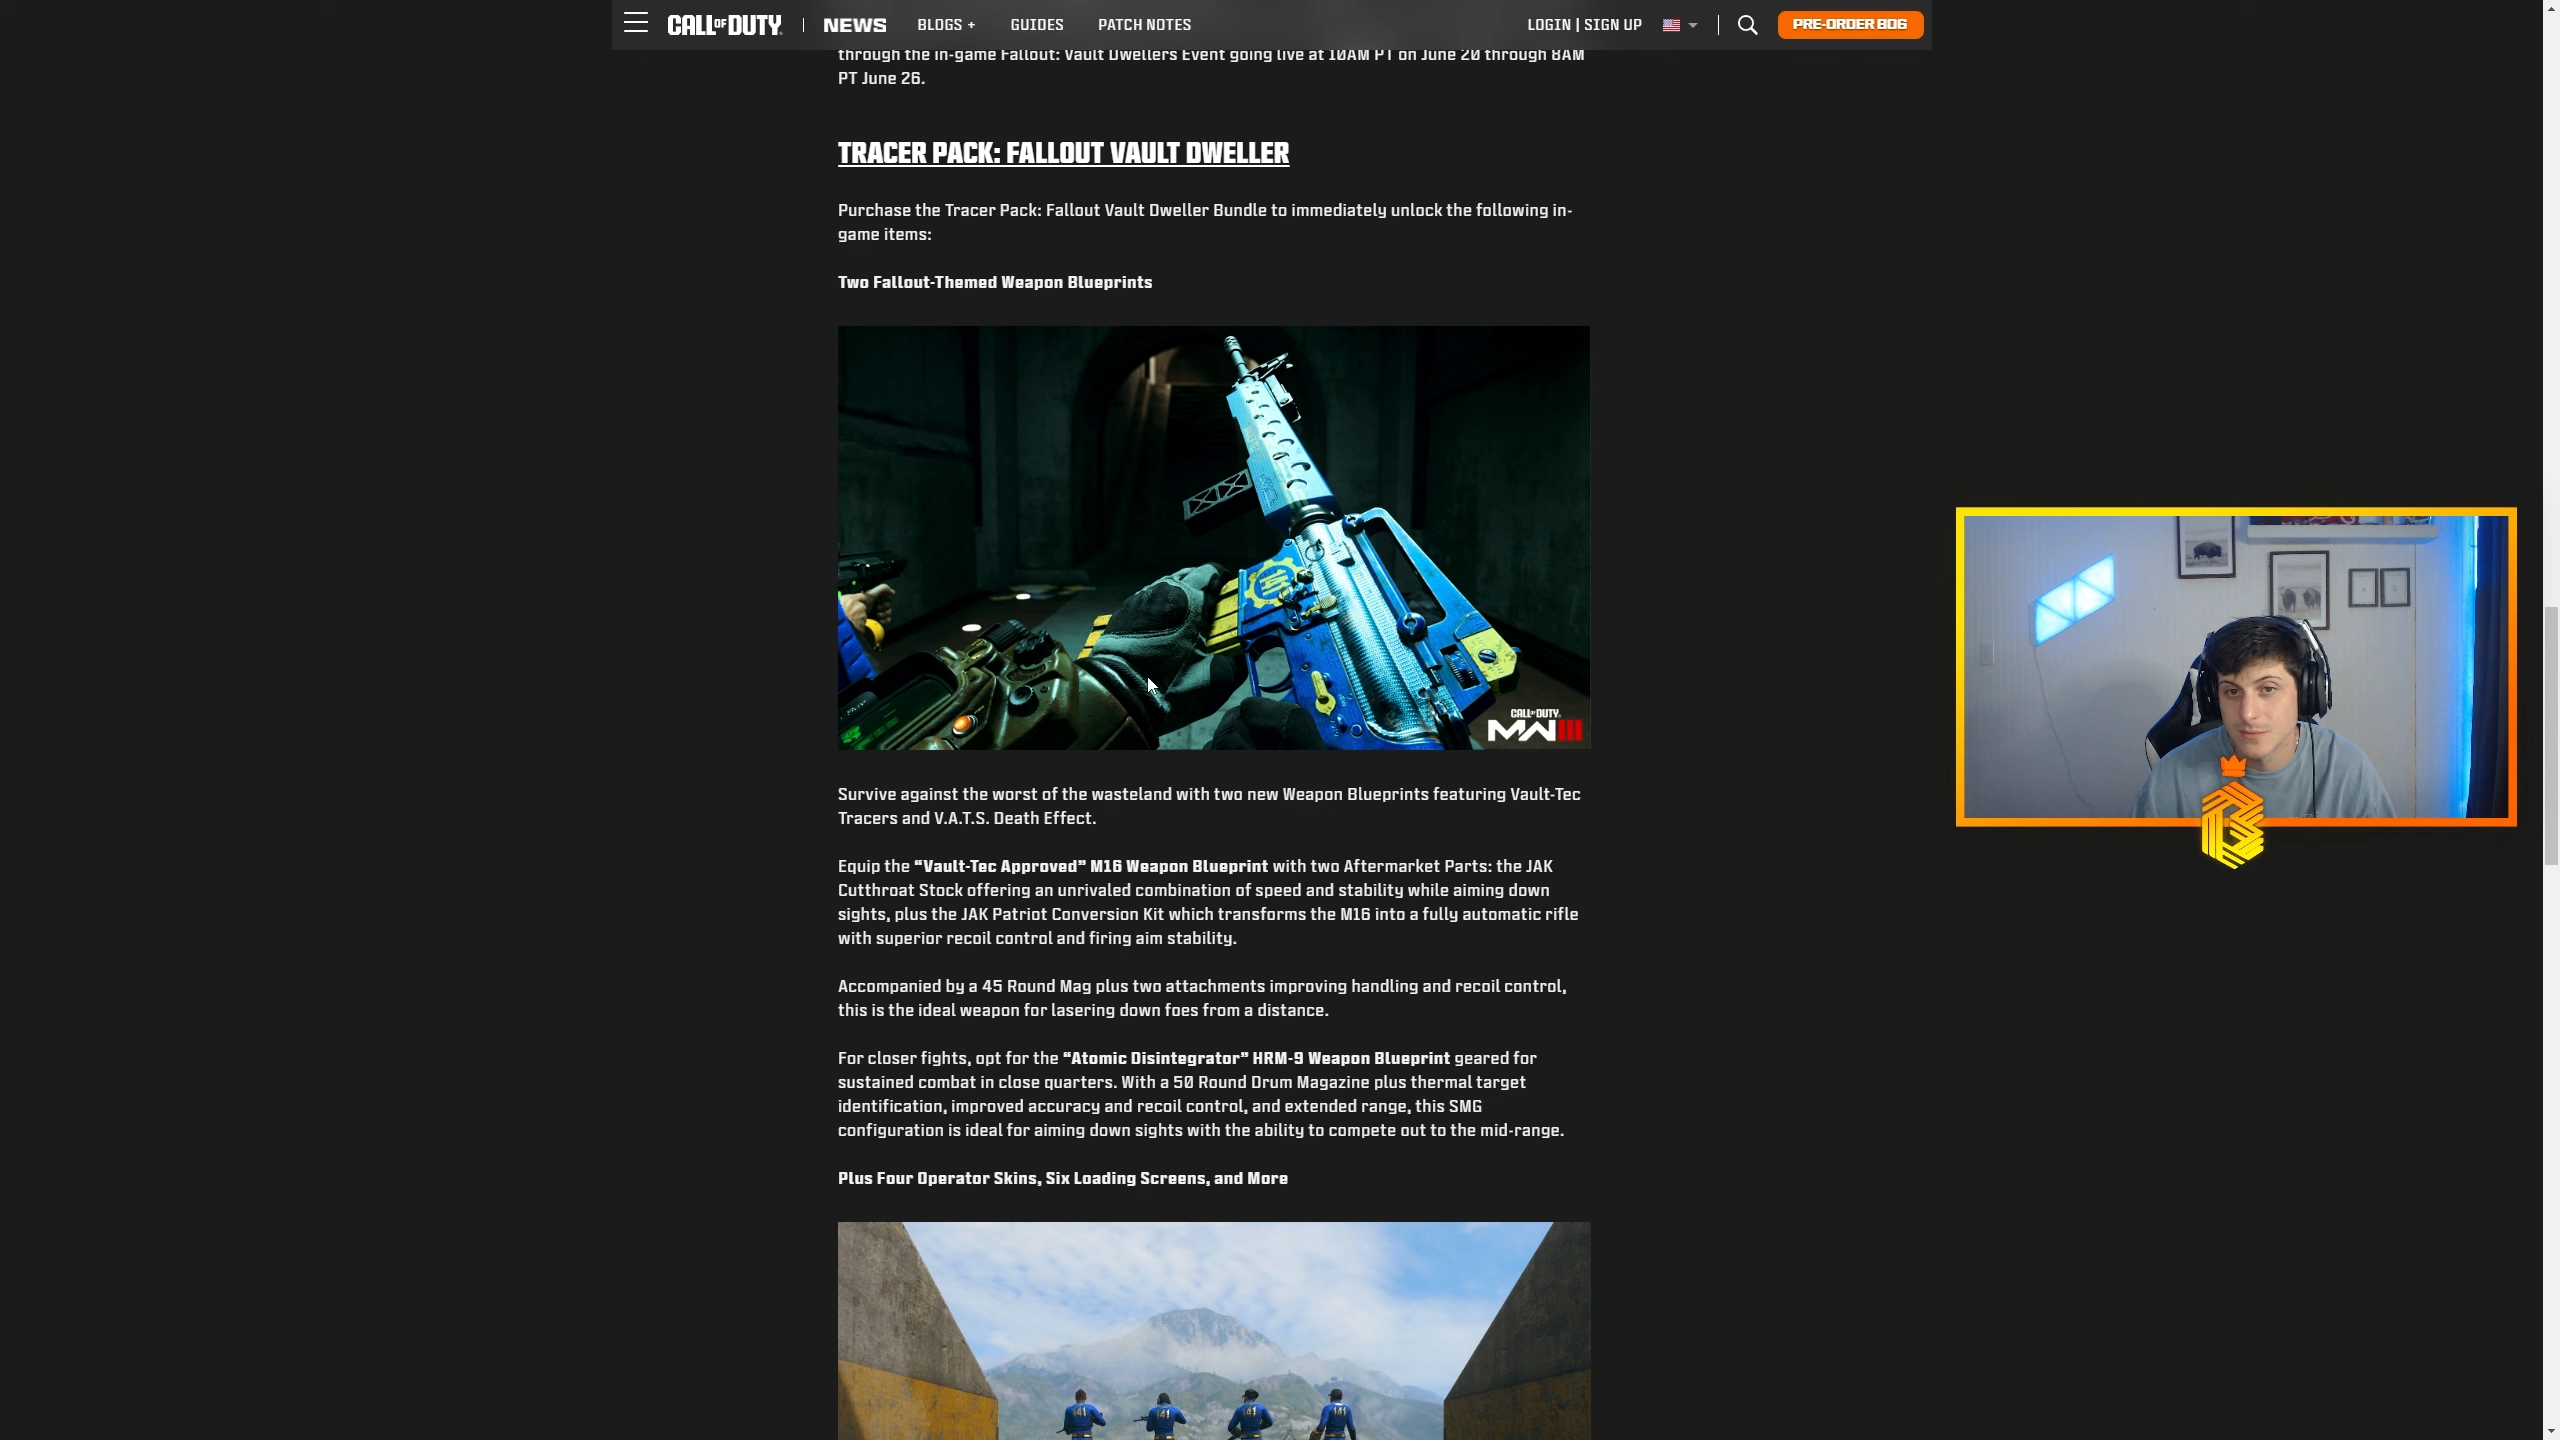 CALL OF DUTY
NEWS
BLOGS +
GUIDES
PATCH NOTES
LOGIN | SIGN UP
PRE-ORDER BO6
through the in-game Fallout: Vault Dwellers Event going live at 10AM PT on June 20 through 8AM
PT June 26.
TRACER PACK: FALLOUT VAULT DWELLER
Purchase the Tracer Pack: Fallout Vault Dweller Bundle to immediately unlock the following in-
game items:
Two Fallout-Themed Weapon Blueprints
141
CALL OF DUTY
MWIII
Survive against the worst of the wasteland with two new Weapon Blueprints featuring Vault-Tec
Tracers and V.A.T.S. Death Effect.
Equip the “Vault-Tec Approved” M16 Weapon Blueprint with two Aftermarket Parts: the JAK
Cutthroat Stock offering an unrivaled combination of speed and stability while aiming down
sights, plus the JAK Patriot Conversion Kit which transforms the M16 into a fully automatic rifle
with superior recoil control and firing aim stability.
Accompanied by a 45 Round Mag plus two attachments improving handling and recoil control,
this is the ideal weapon for lasering down foes from a distance.
For closer fights, opt for the “Atomic Disintegrator” HRM-9 Weapon Blueprint geared for
sustained combat in close quarters. With a 50 Round Drum Magazine plus thermal target
identification, improved accuracy and recoil control, and extended range, this SMG
configuration is ideal for aiming down sights with the ability to compete out to the mid-range.
Plus Four Operator Skins, Six Loading Screens, and More
141
141
141
141